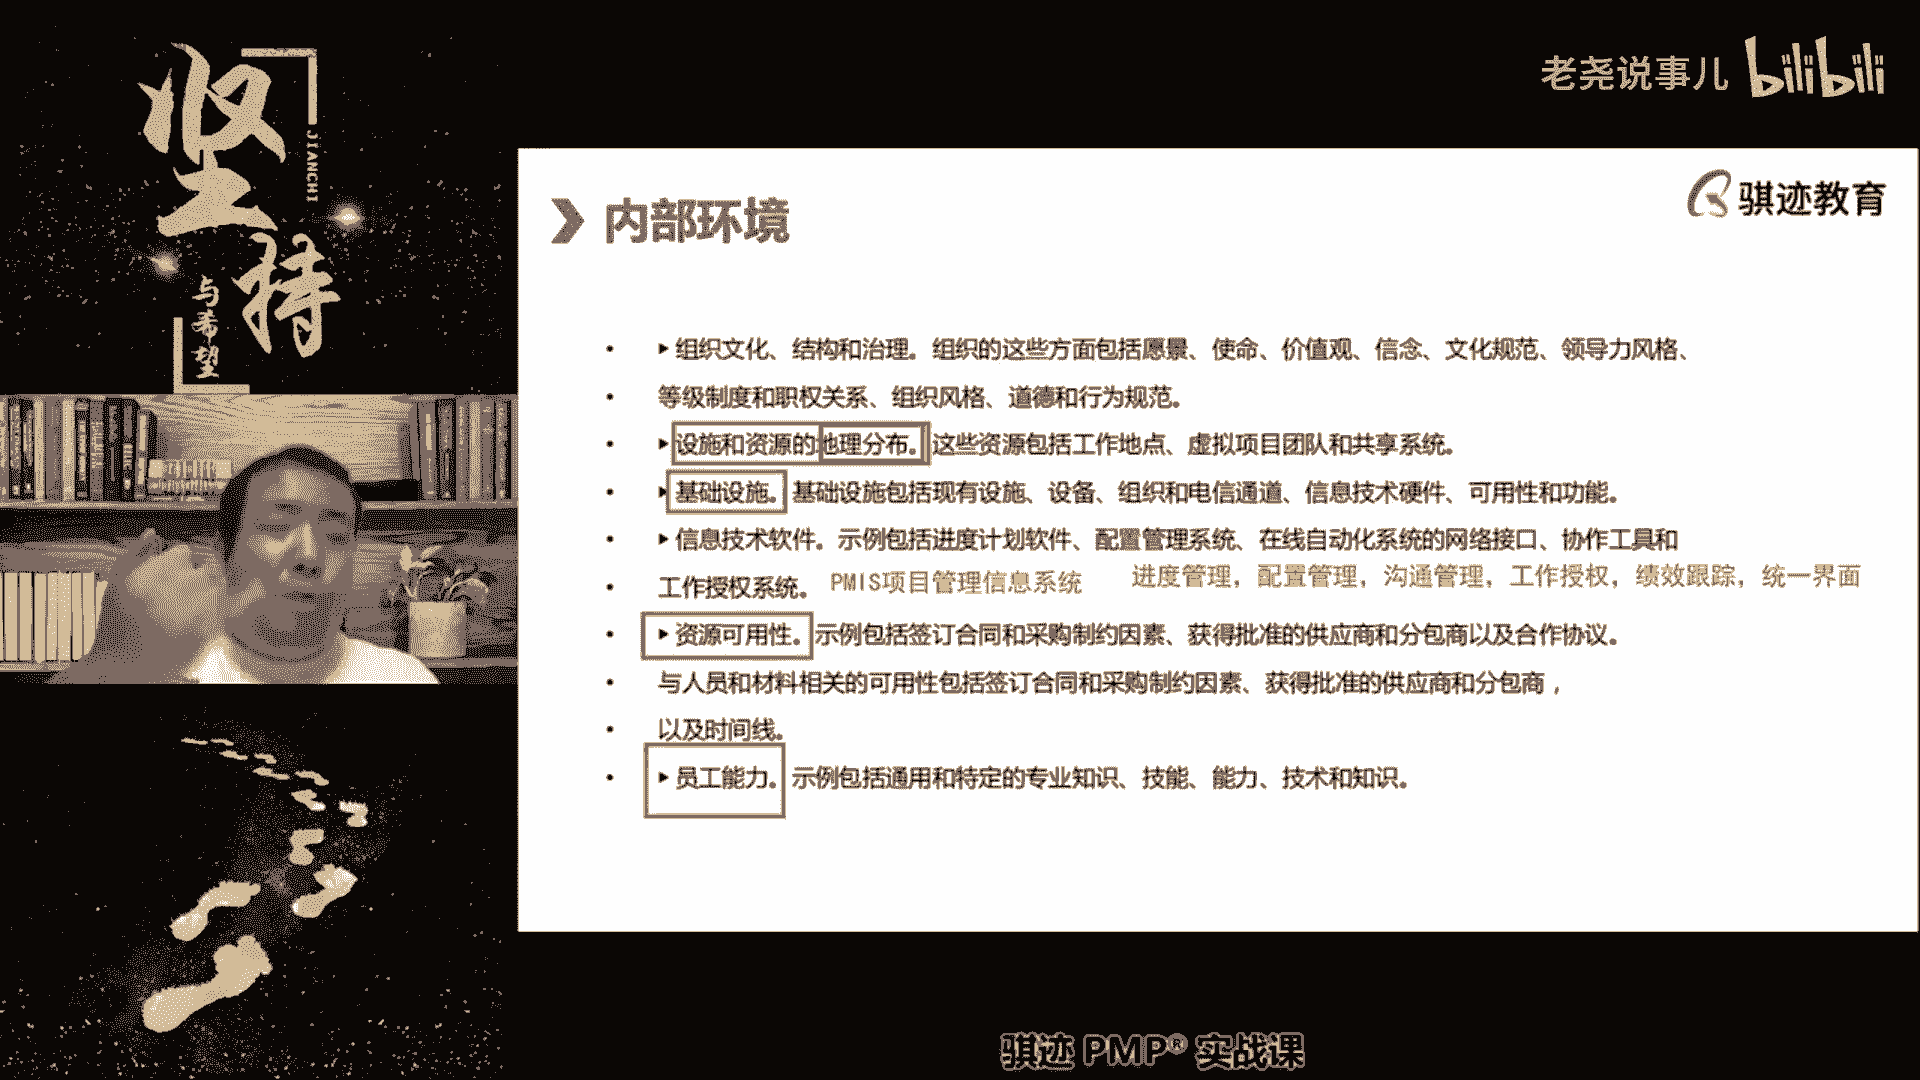 坚持
JIANCHI
与希望
老尧说事儿 bilibili
骐迹教育
内部环境
• ▸组织文化、结构和治理。组织的这些方面包括愿景、使命、价值观、信念、文化规范、领导力风格、
• 等级制度和职权关系、组织风格、道德和行为规范。
• ▸设施和资源的地理分布。这些资源包括工作地点、虚拟项目团队和共享系统。
• ▸基础设施。基础设施包括现有设施、设备、组织和电信通道、信息技术硬件、可用性和功能。
• ▸信息技术软件。示例包括进度计划软件、配置管理系统、在线自动化系统的网络接口、协作工具和
• 工作授权系统。 PMIS项目管理信息系统 进度管理，配置管理，沟通管理，工作授权，绩效跟踪，统一界面
• ▸资源可用性。示例包括签订合同和采购制约因素、获得批准的供应商和分包商以及合作协议。
• 与人员和材料相关的可用性包括签订合同和采购制约因素、获得批准的供应商和分包商，
• 以及时间线。
• ▸员工能力。示例包括通用和特定的专业知识、技能、能力、技术和知识。
骐迹 PMP® 实战课